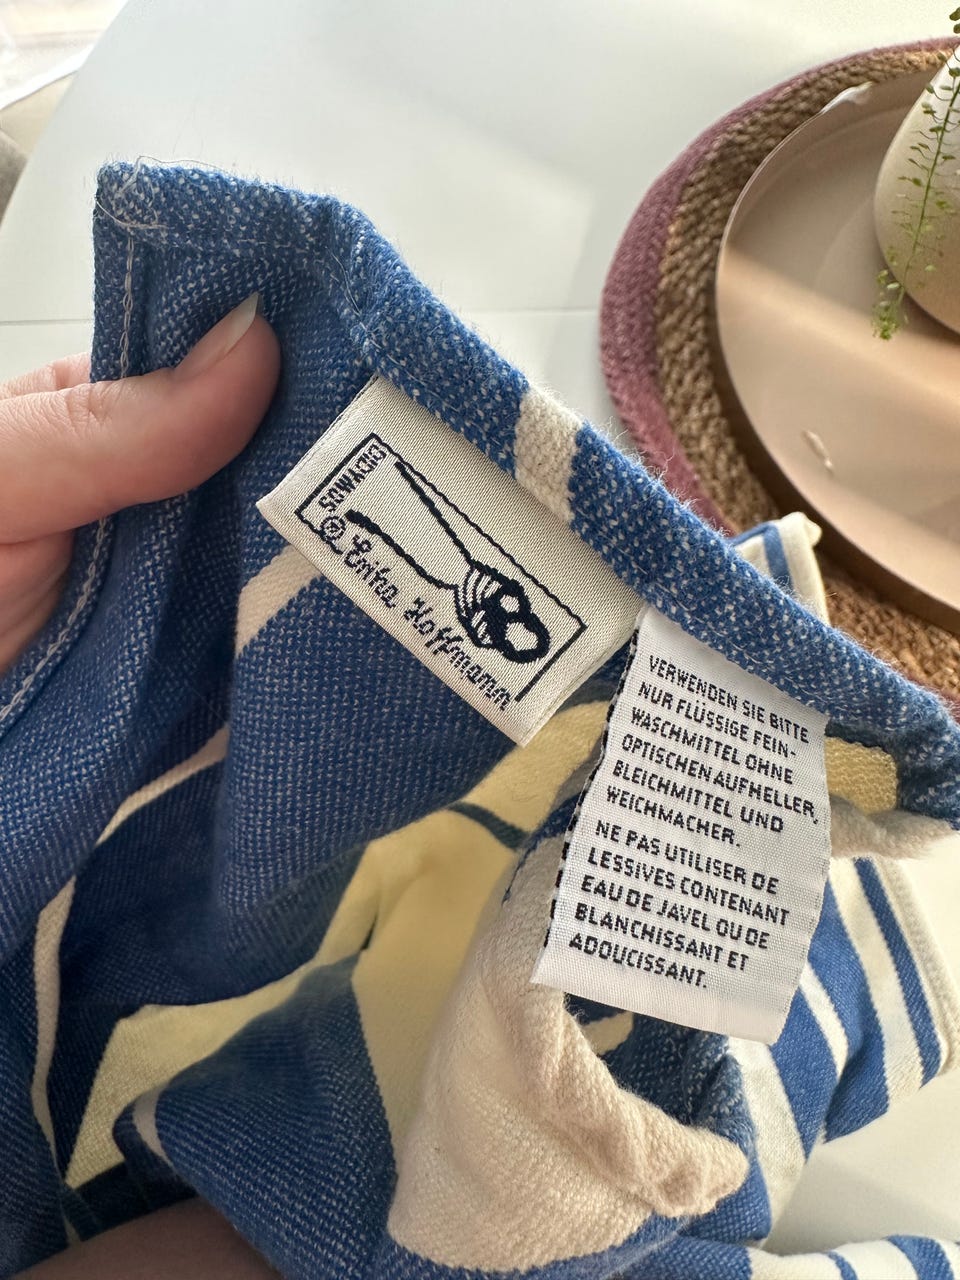 DIDYMOS
® Erika Hoffmann
VERWENDEN SIE BITTE
NUR FLÜSSIGE FEIN-
WASCHMITTEL OHNE
OPTISCHEN AUFHELLER,
BLEICHMITTEL UND
WEICHMACHER.
NE PAS UTILISER DE
LESSIVES CONTENANT
EAU DE JAVEL OU DE
BLANCHISSANT ET
ADOUCISSANT.